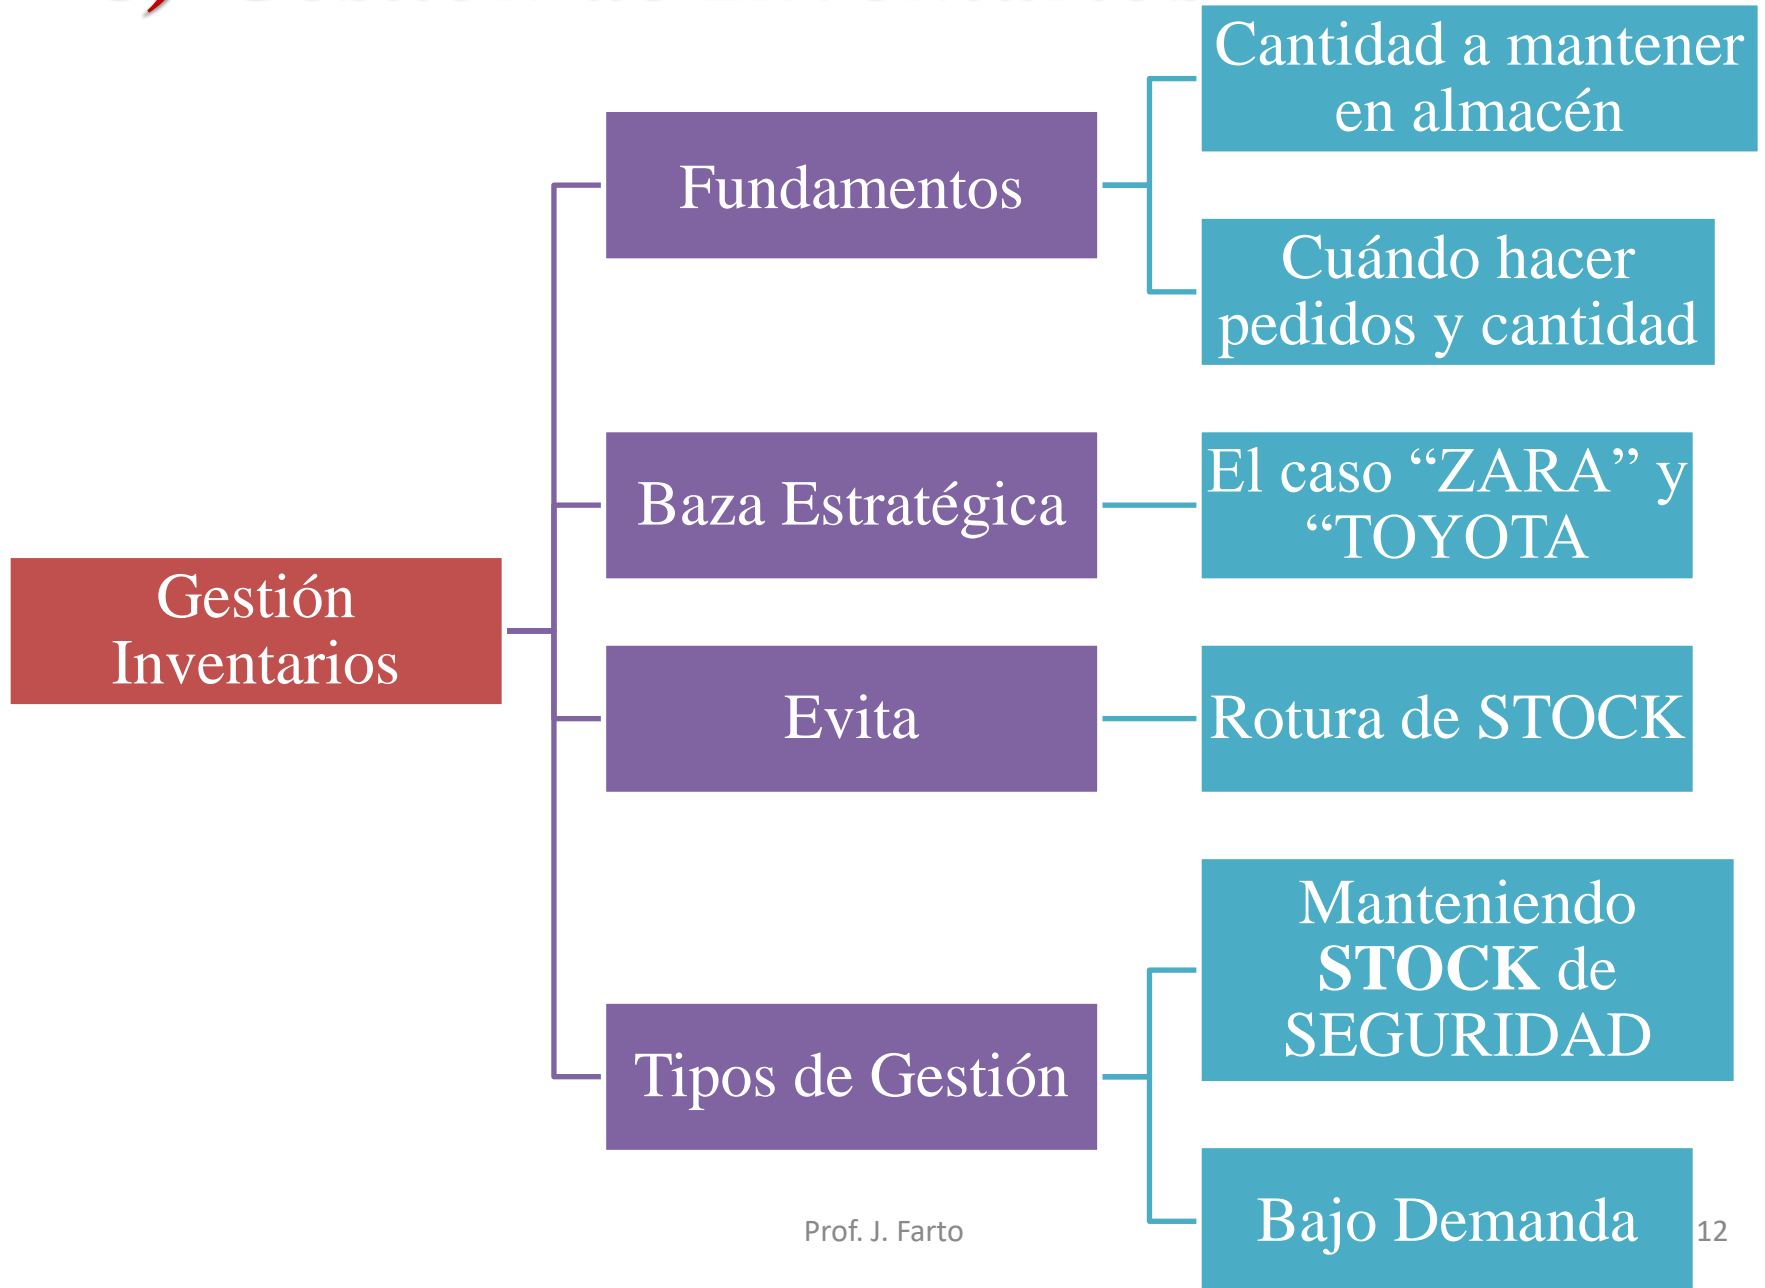 Cantidad a mantener
en almacén
Fundamentos
Cuándo hacer
pedidos y cantidad
Baza Estratégica
El caso “ZARA” y
“TOYOTA
Gestión
Inventarios
Evita
Rotura de STOCK
Manteniendo
STOCK de
SEGURIDAD
Tipos de Gestión
Bajo Demanda
Prof. J. Farto
12